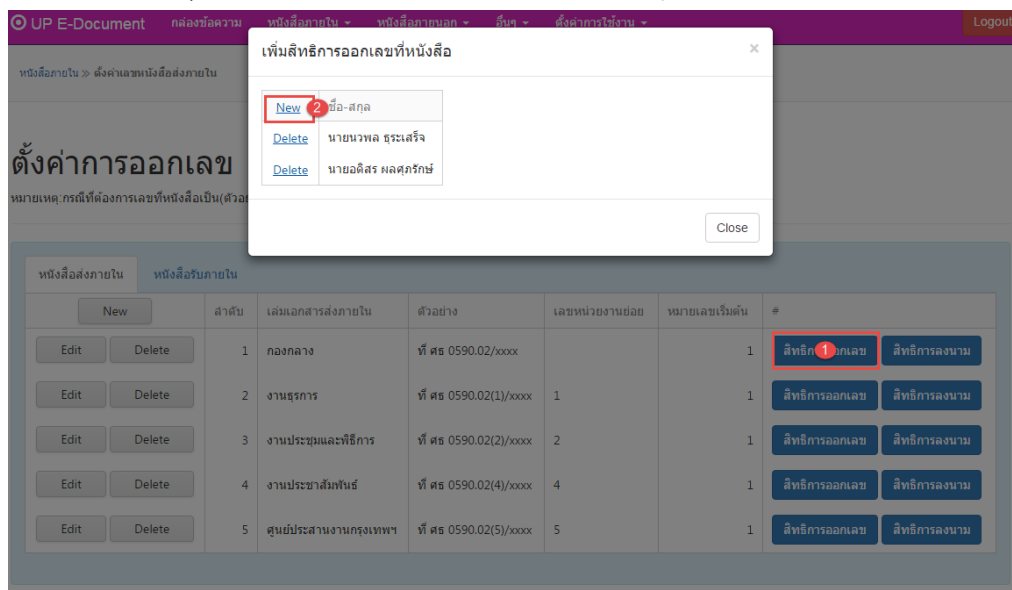 UP E-Document กล่องข้อความ หนังสือภายใน หนังสือภายนอก อื่นๆ ตั้งค่าการใช้งาน Logout
เพิ่มสิทธิการออกเลขที่หนังสือ ×
หนังสือภายใน » ตั้งค่าเลขหนังสือส่งภายใน
New 2 ชื่อ-สกุล
Delete นายนวพล ธุระเสร็จ
Delete นายอดิสร ผลศุภรักษ์
ตั้งค่าการออกเลข
หมายเหตุ:กรณีที่ต้องการเลขที่หนังสือเป็น
Close
หนังสือส่งภายใน หนังสือรับภายใน
New ลำดับ เล่มเอกสารส่งภายใน ตัวอย่าง เลขหน่วยงานย่อย หมายเลขเริ่มต้น #
Edit Delete 1 กองกลาง ที่ ศธ 0590.02/xxxx 1 1 สิทธิการลงนาม
Edit Delete 2 งานธุรการ ที่ ศธ 0590.02(1)/xxxx 1 1 สิทธิการออกเลข สิทธิการลงนาม
Edit Delete 3 งานประชุมและพิธีการ ที่ ศธ 0590.02(2)/xxxx 2 1 สิทธิการออกเลข สิทธิการลงนาม
Edit Delete 4 งานประชาสัมพันธ์ ที่ ศธ 0590.02(4)/xxxx 4 1 สิทธิการออกเลข สิทธิการลงนาม
Edit Delete 5 ศูนย์ประสานงานกรุงเทพฯ ที่ ศธ 0590.02(5)/xxxx 5 1 สิทธิการออกเลข สิทธิการลงนาม